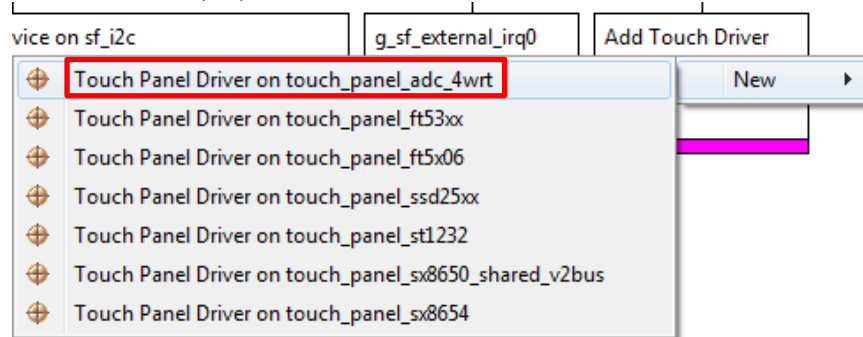 vice on sf_i2c
g_sf_external_irq0
Add Touch Driver
Touch Panel Driver on touch_panel_adc_4wrt
New
Touch Panel Driver on touch_panel_ft53xx
Touch Panel Driver on touch_panel_ft5x06
Touch Panel Driver on touch_panel_ssd25xx
Touch Panel Driver on touch_panel_st1232
Touch Panel Driver on touch_panel_sx8650_shared_v2bus
Touch Panel Driver on touch_panel_sx8654